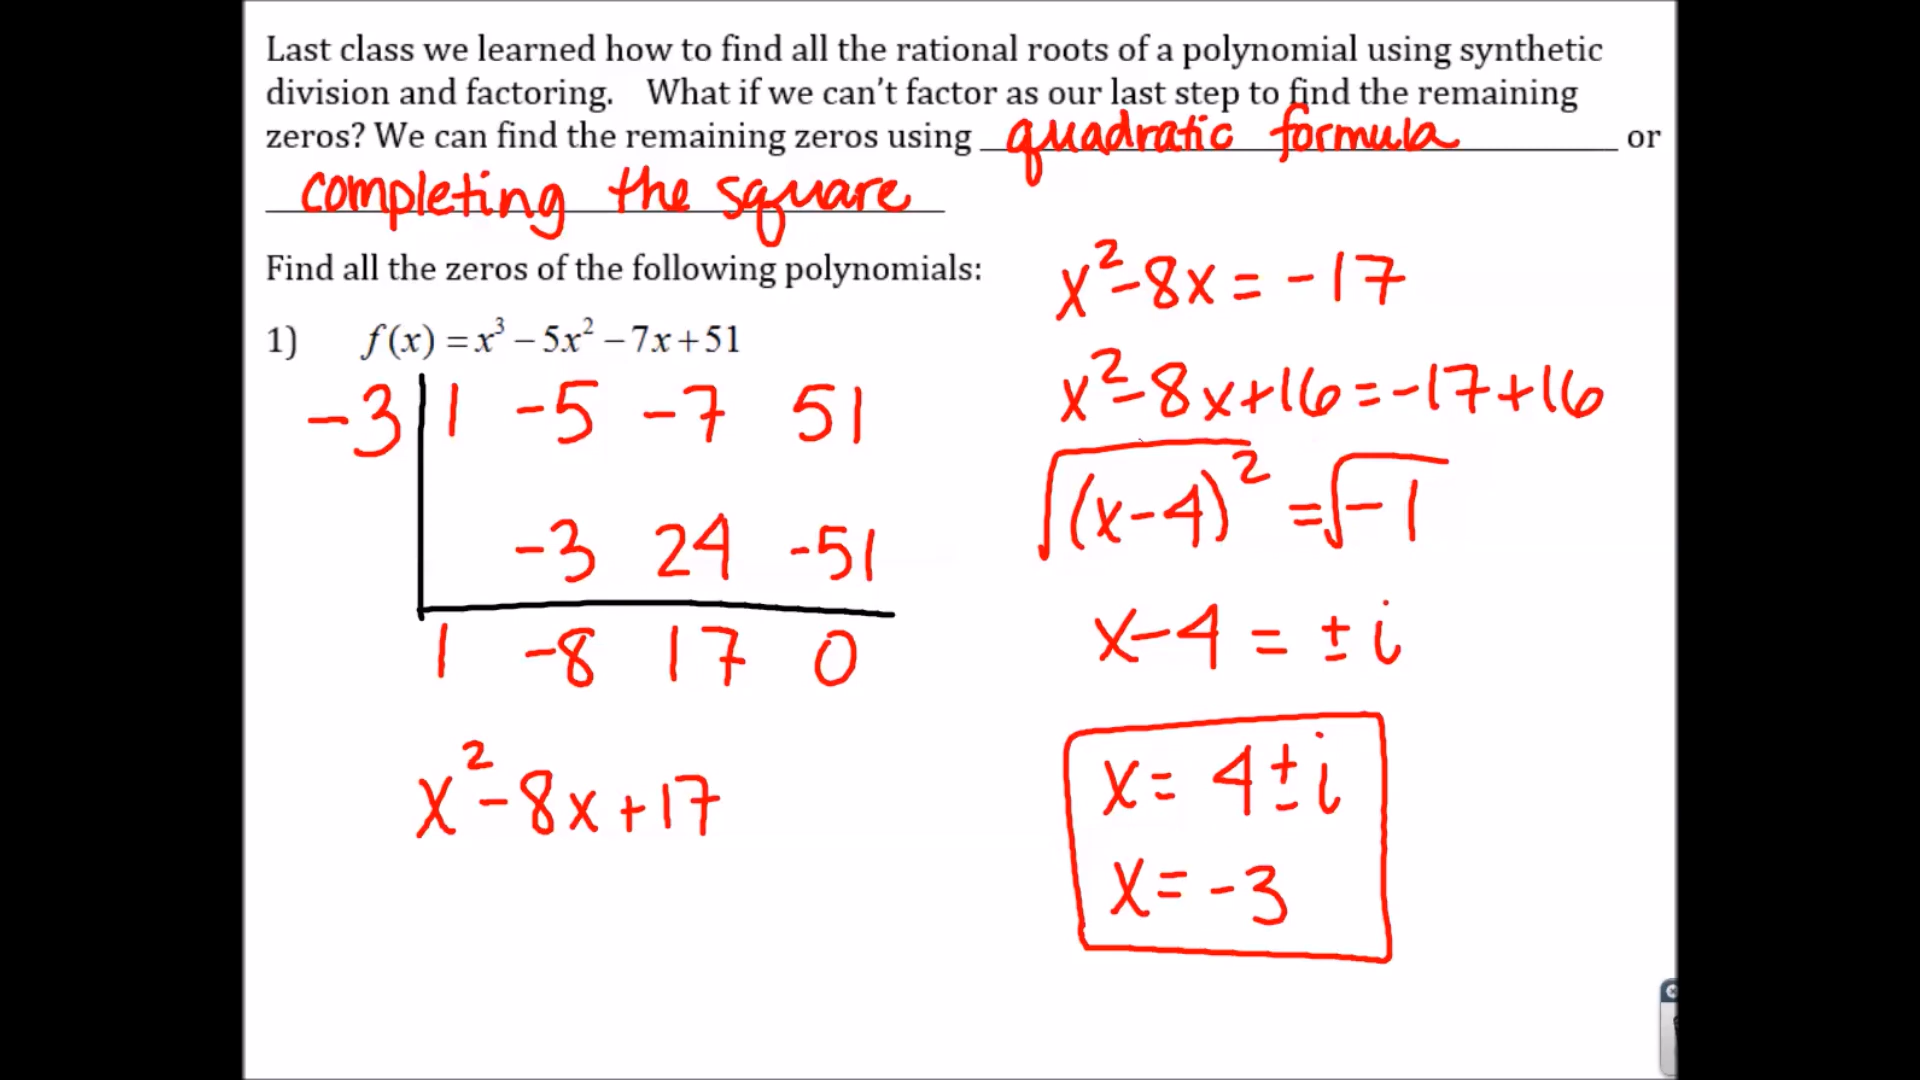 Last class we learned how to find all the rational roots of a polynomial using synthetic
division and factoring. What if we can't factor as our last step to find the remaining
zeros? We can find the remaining zeros using quadratic formula or
completing the square
Find all the zeros of the following polynomials:
1) f(x) = x³ − 5x² − 7x + 51
-3 | 1 -5 -7 51
-3 24 -51
1 -8 17 0
x² - 8x + 17
x² - 8x = -17
x² - 8x + 16 = -17 + 16
√(x-4)² = √-1
x - 4 = ± i
x = 4 ± i
x = -3